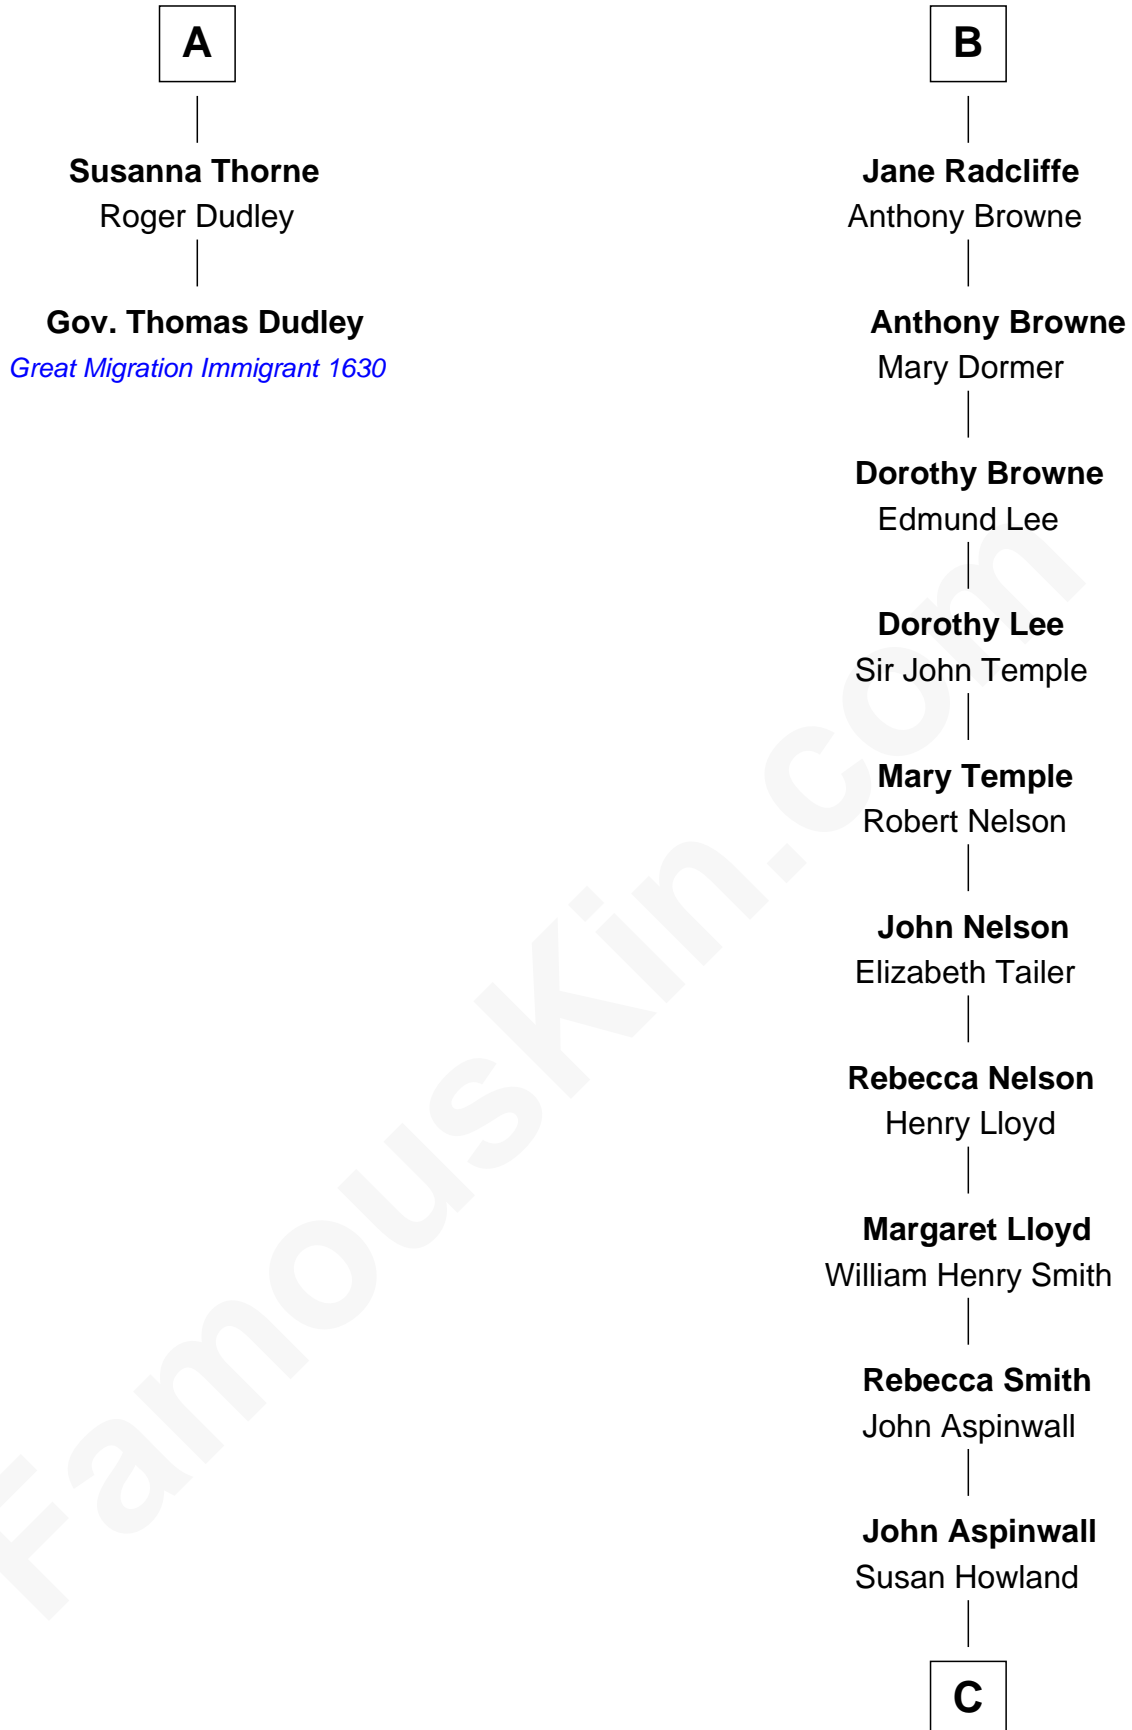 A
Susanna Thorne
Roger Dudley
Gov. Thomas Dudley
Great Migration Immigrant 1630
B
Jane Radcliffe
Anthony Browne
Anthony Browne
Mary Dormer
Dorothy Browne
Edmund Lee
Dorothy Lee
Sir John Temple
Mary Temple
Robert Nelson
John Nelson
Elizabeth Tailer
Rebecca Nelson
Henry Lloyd
Margaret Lloyd
William Henry Smith
Rebecca Smith
John Aspinwall
John Aspinwall
Susan Howland
C
FamousKin.com